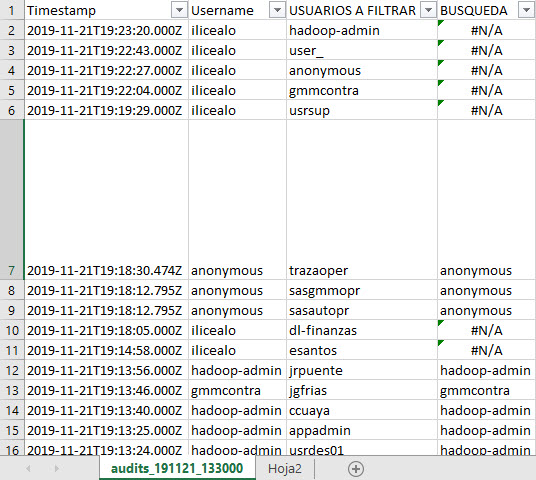 1 Timestamp Username USUARIOS A FILTRAR BUSQUEDA
2 2019-11-21T19:23:20.000Z ilicealo hadoop-admin #N/A
3 2019-11-21T19:22:43.000Z ilicealo user_ #N/A
4 2019-11-21T19:22:27.000Z ilicealo anonymous #N/A
5 2019-11-21T19:22:04.000Z ilicealo gmmcontra #N/A
6 2019-11-21T19:19:29.000Z ilicealo usrsup #N/A
7 2019-11-21T19:18:30.474Z anonymous trazaoper anonymous
8 2019-11-21T19:18:12.795Z anonymous sasgmmopr anonymous
9 2019-11-21T19:18:12.795Z anonymous sasautopr anonymous
10 2019-11-21T19:18:05.000Z ilicealo dl-finanzas #N/A
11 2019-11-21T19:14:58.000Z ilicealo esantos #N/A
12 2019-11-21T19:13:56.000Z hadoop-admin jrpuente hadoop-admin
13 2019-11-21T19:13:46.000Z gmmcontra jgfrias gmmcontra
14 2019-11-21T19:13:40.000Z hadoop-admin ccuaya hadoop-admin
15 2019-11-21T19:13:25.000Z hadoop-admin appadmin hadoop-admin
16 2019-11-21T19:13:24.000Z hadoop-admin usrdes01 hadoop-admin
audits_191121_133000 Hoja2